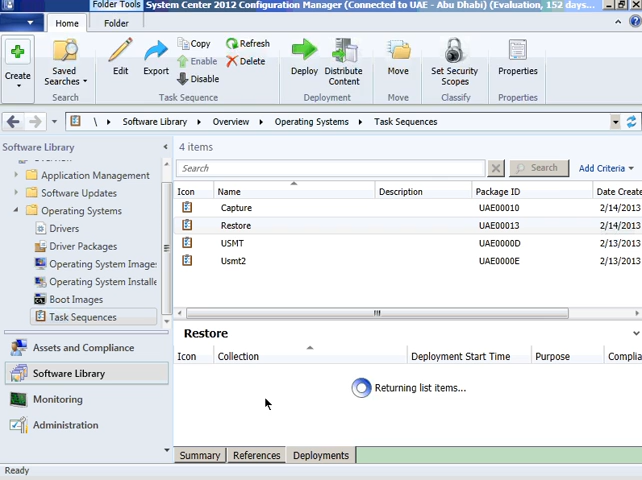 Folder Tools System Center 2012 Configuration Manager (Connected to UAE - Abu Dhabi) (Evaluation, 152 days...
Home Folder
Create
Saved Searches
Search
Edit
Export
Copy
Enable
Disable
Refresh
Delete
Task Sequence
Deploy
Distribute Content
Deployment
Move
Move
Set Security Scopes
Classify
Properties
Properties
\ Software Library Overview Operating Systems Task Sequences
Software Library
Overview
Application Management
Software Updates
Operating Systems
Drivers
Driver Packages
Operating System Images
Operating System Installe
Boot Images
Task Sequences
Assets and Compliance
Software Library
Monitoring
Administration
4 items
Search Search Add Criteria
Icon Name Description Package ID Date Create
Capture UAE00010 2/14/2013
Restore UAE00013 2/14/2013
USMT UAE0000D 2/13/2013
Usmt2 UAE0000E 2/13/2013
Restore
Icon Collection Deployment Start Time Purpose Complia
Returning list items...
Summary References Deployments
Ready